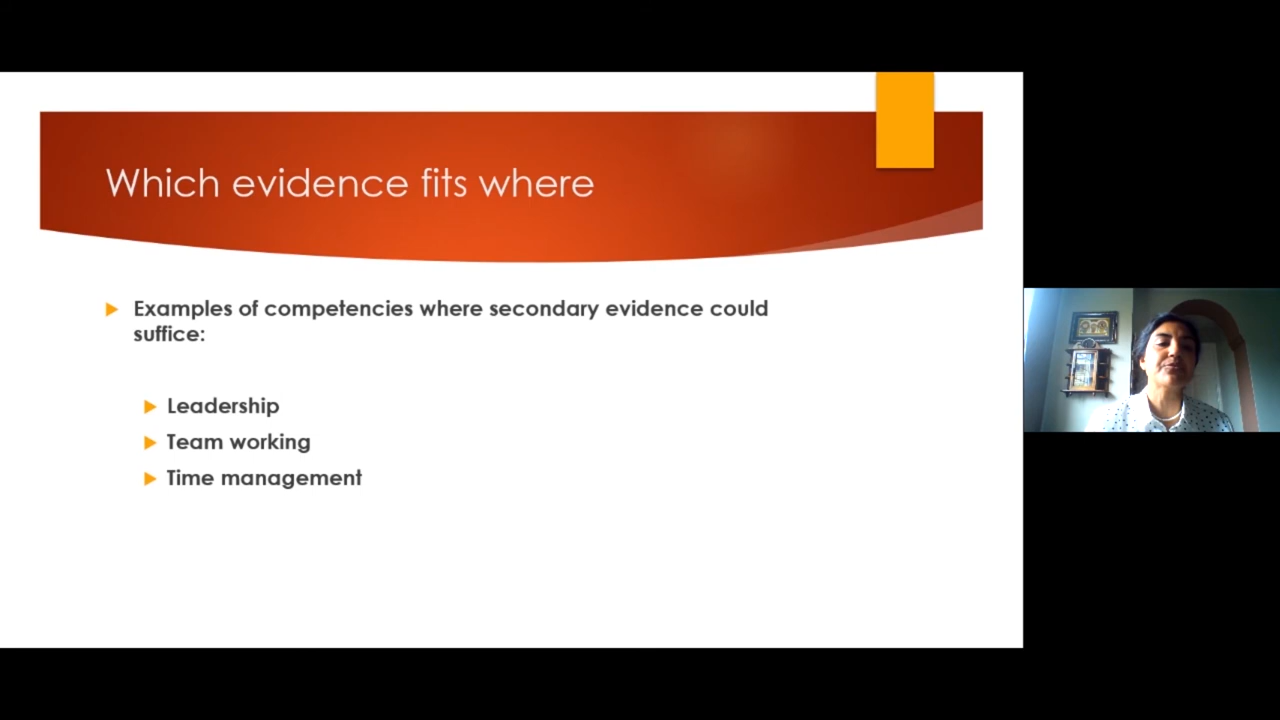 Which evidence fits where
Examples of competencies where secondary evidence could
suffice:
Leadership
Team working
Time management